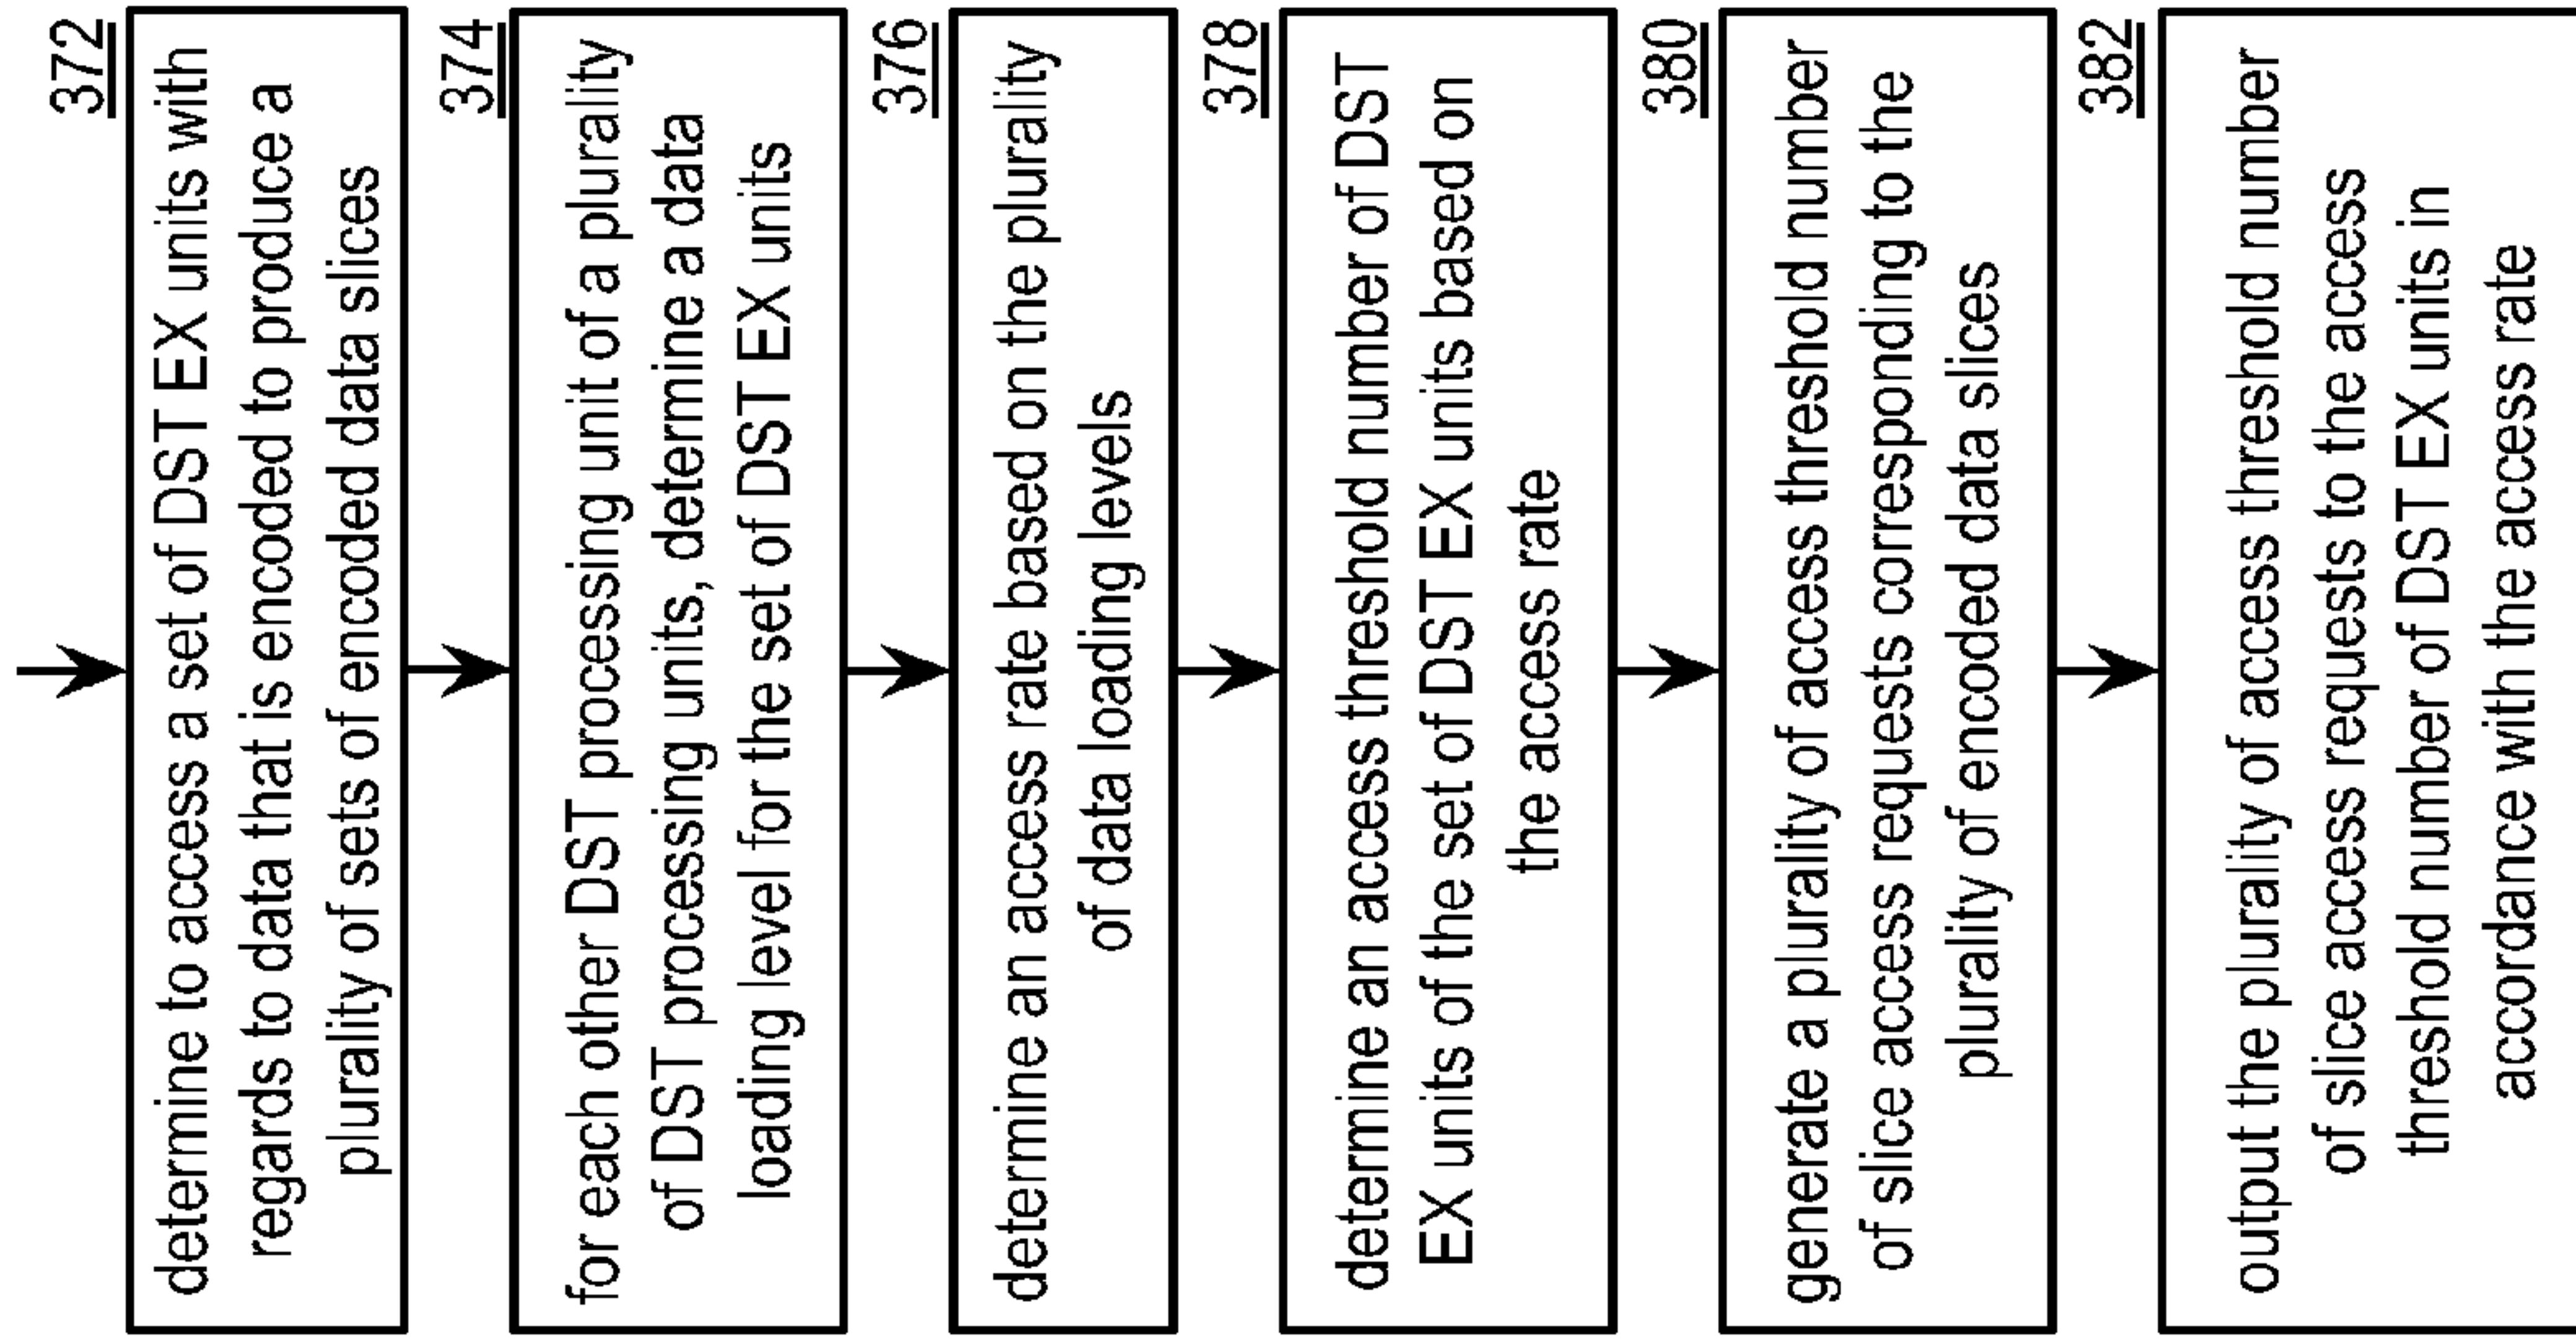 372
determine to access a set of DST EX units with
regards to data that is encoded to produce a
plurality of sets of encoded data slices
374
for each other DST processing unit of a plurality
of DST processing units, determine a data
loading level for the set of DST EX units
376
determine an access rate based on the plurality
of data loading levels
378
determine an access threshold number of DST
EX units of the set of DST EX units based on
the access rate
380
generate a plurality of access threshold number
of slice access requests corresponding to the
plurality of encoded data slices
382
output the plurality of access threshold number
of slice access requests to the access
threshold number of DST EX units in
accordance with the access rate